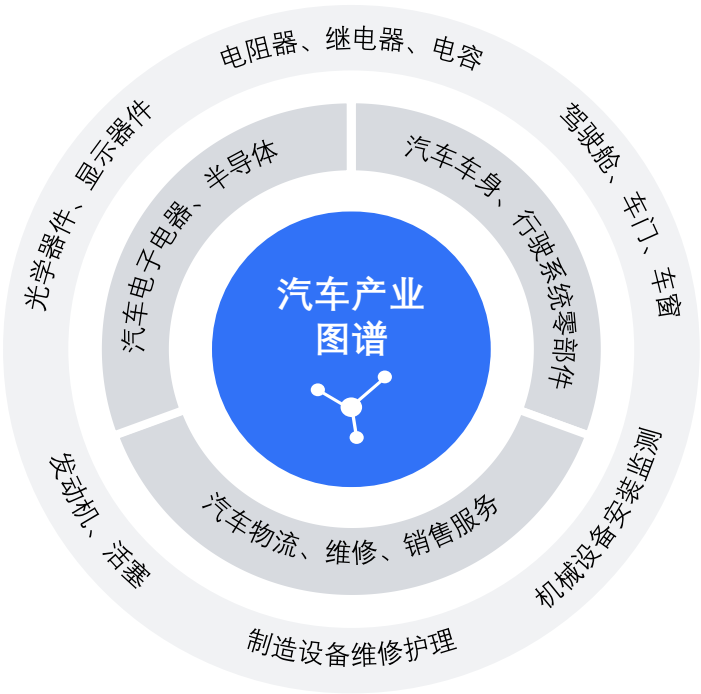 电阻器、继电器、电容
光学器件、显示器件
驾驶舱、车门、车窗
汽车电子电器、半导体
汽车车身、行驶系统零部件
汽车产业
图谱
发动机、活塞
汽车物流、维修、销售服务
机械设备安装监测
制造设备维修护理